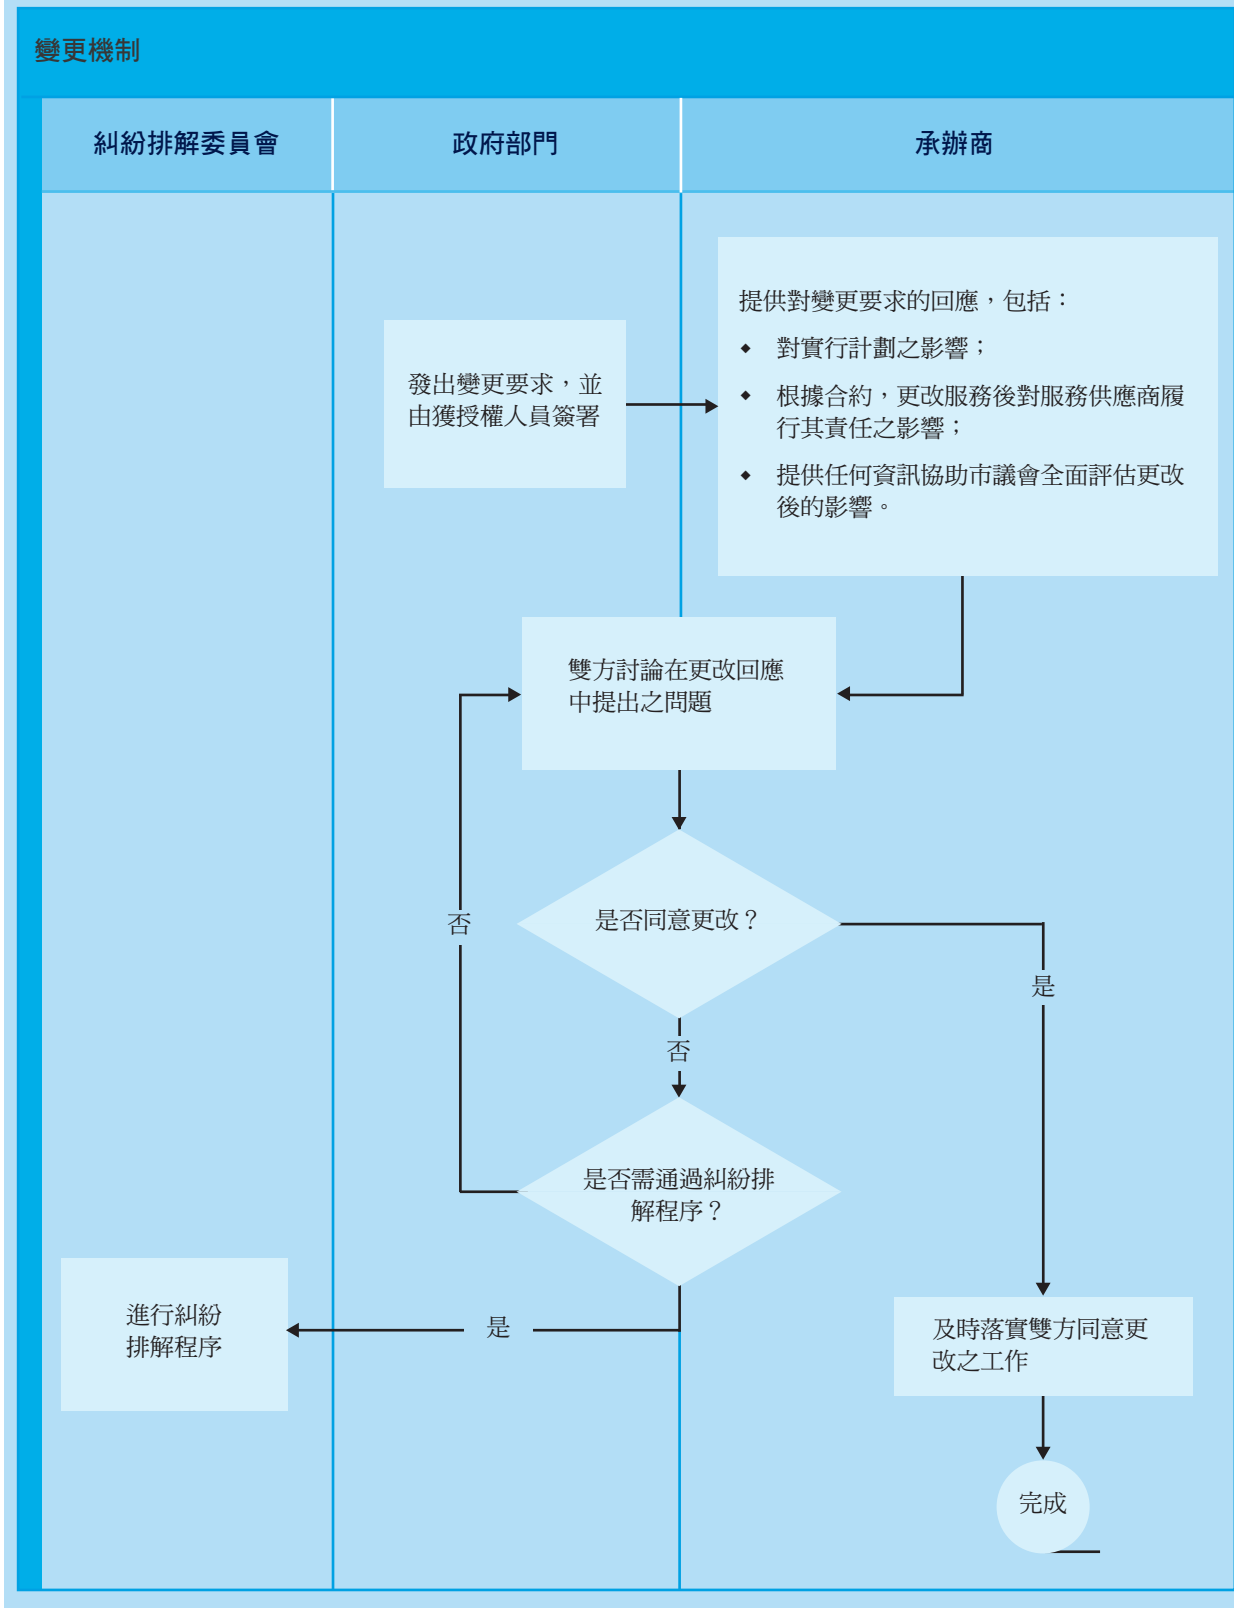 變更機制
糾紛排解委員會
政府部門
承辦商
提供對變更要求的回應，包括：
◆ 對實行計劃之影響；
◆ 根據合約，更改服務後對服務供應商履
行其責任之影響；
◆ 提供任何資訊協助市議會全面評估更改
後的影響。
發出變更要求，並
由獲授權人員簽署
雙方討論在更改回應
中提出之問題
是否同意更改？
否
是
否
是否需通過糾紛排
解程序？
進行糾紛
排解程序
是
及時落實雙方同意更
改之工作
完成